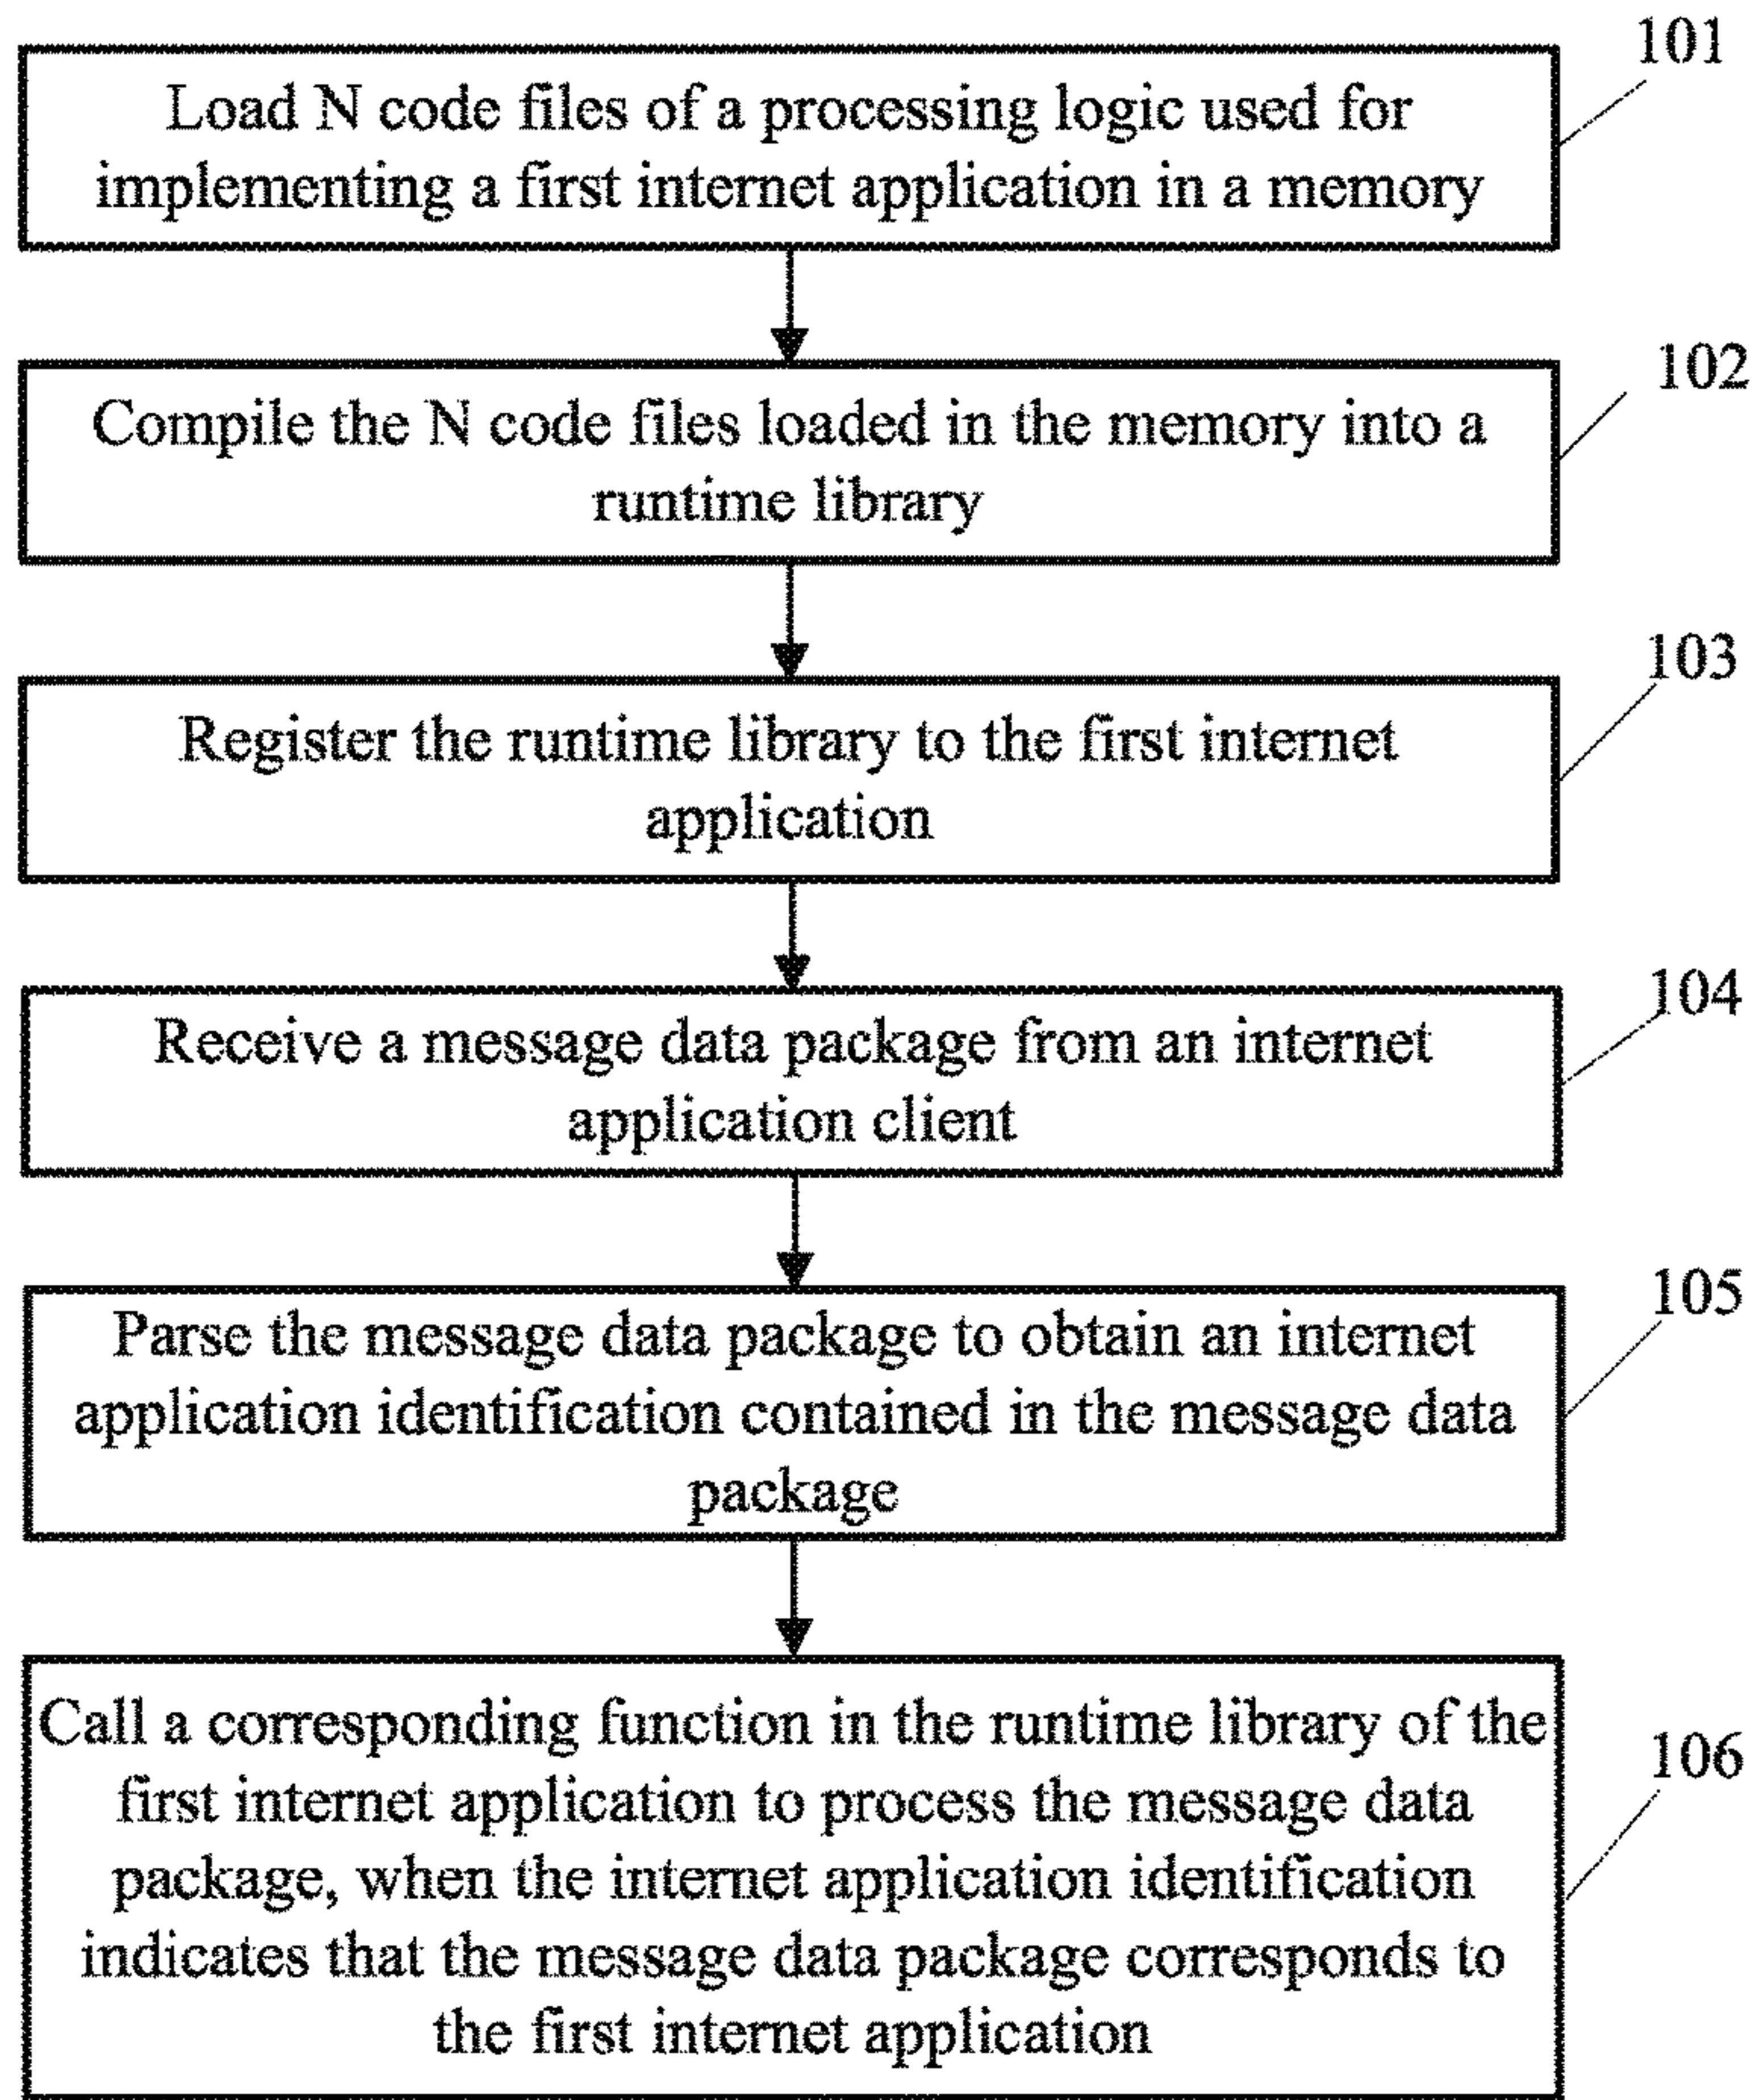 101
Load N code files of a processing logic used for
implementing a first internet application in a memory
102
Compile the N code files loaded in the memory into a
runtime library
103
Register the runtime library to the first internet
application
104
Receive a message data package from an internet
application client
105
Parse the message data package to obtain an internet
application identification contained in the message data
package
106
Call a corresponding function in the runtime library of the
first internet application to process the message data
package, when the internet application identification
indicates that the message data package corresponds to
the first internet application